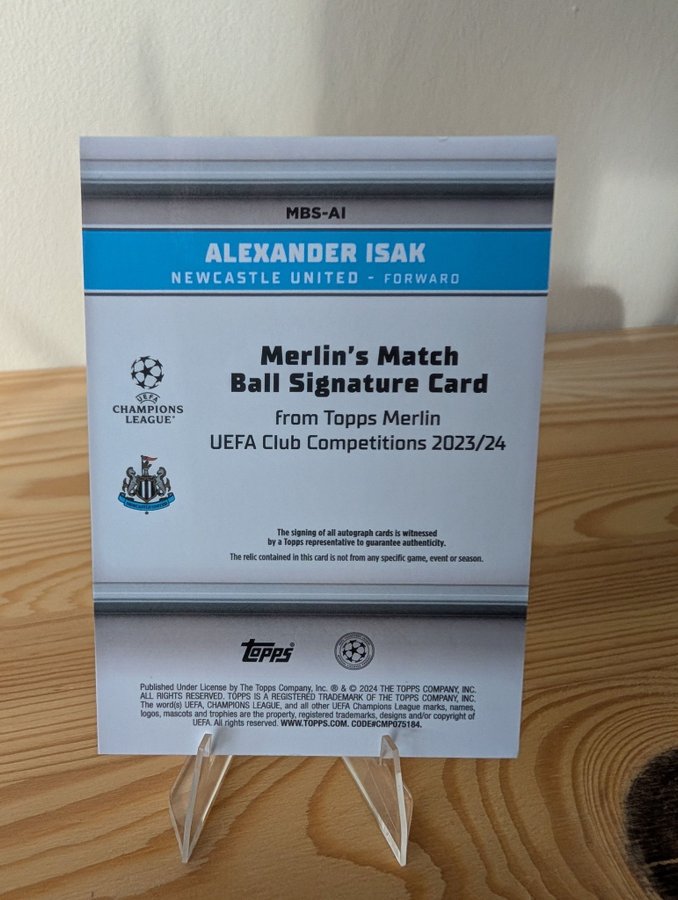 MBS-AI
ALEXANDER ISAK
NEWCASTLE UNITED - FORWARD
Merlin's Match
Ball Signature Card
from Topps Merlin
UEFA Club Competitions 2023/24
UEFA
CHAMPIONS
LEAGUE
NEWCASTLE UNITED
The signing of all autograph cards is witnessed
by a Topps representative to guarantee authenticity.
The relic contained in this card is not from any specific game, event or season.
Topps®
Published Under License by The Topps Company, Inc. ® & © 2024 THE TOPPS COMPANY, INC.
ALL RIGHTS RESERVED. TOPPS IS A REGISTERED TRADEMARK OF THE TOPPS COMPANY, INC.
The word(s) UEFA, CHAMPIONS LEAGUE, and all other UEFA Champions League marks, names,
logos, mascots and trophies are the property, registered trademarks, designs and/or copyright of
UEFA. All rights reserved. WWW.TOPPS.COM. CODE#CMP075184.